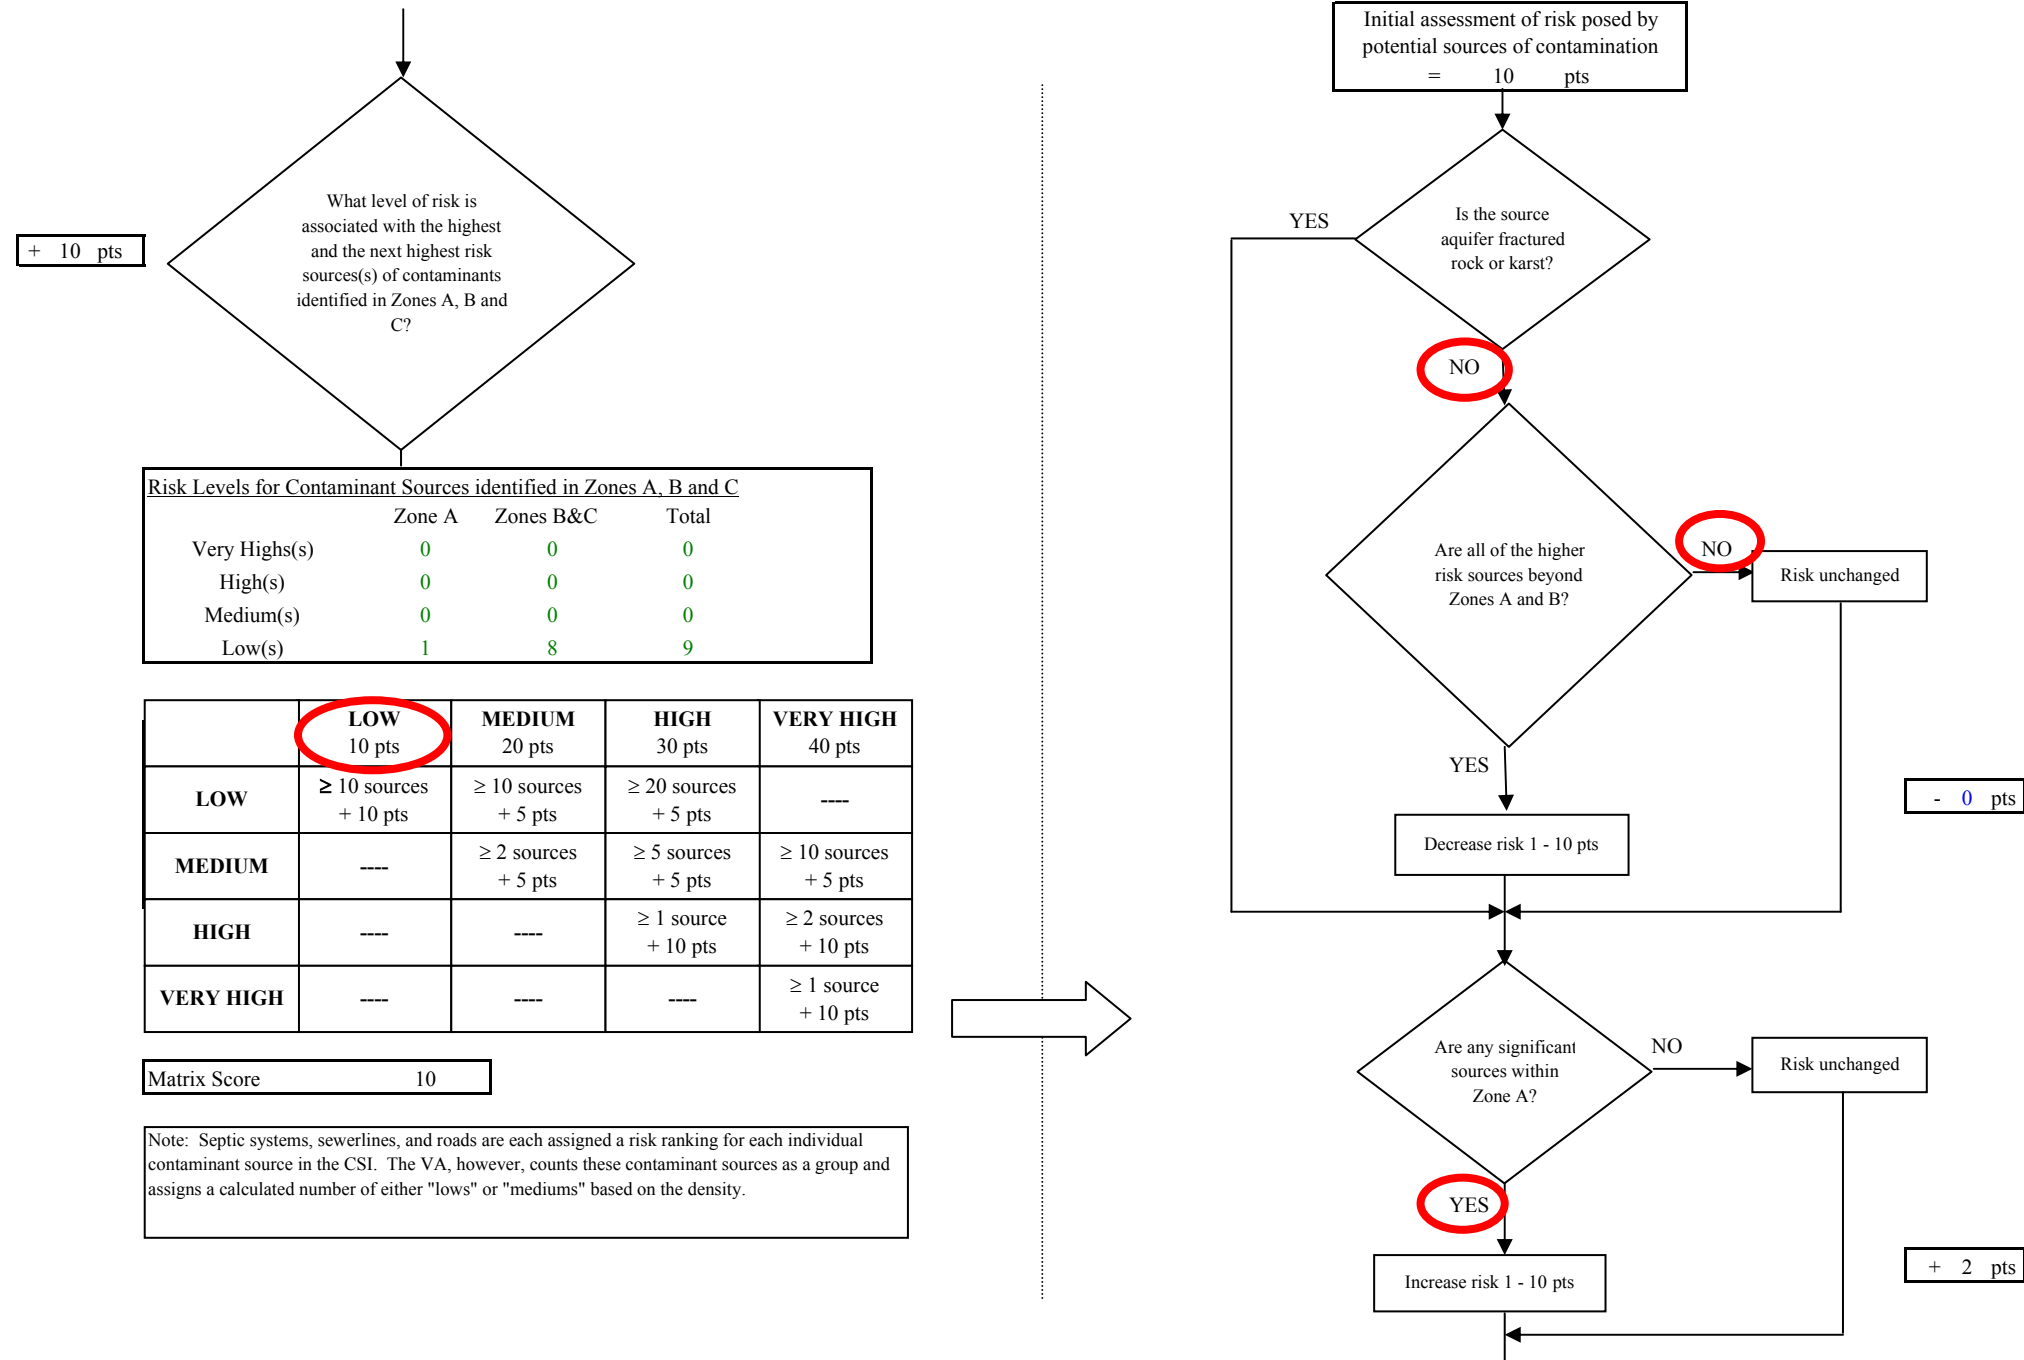 + 10 pts
What level of risk is
associated with the highest
and the next highest risk
sources(s) of contaminants
identified in Zones A, B and
C?
Risk Levels for Contaminant Sources identified in Zones A, B and C
Zone A Zones B&C Total
Very Highs(s) 0 0 0
High(s) 0 0 0
Medium(s) 0 0 0
Low(s) 1 8 9
LOW MEDIUM HIGH VERY HIGH
10 pts 20 pts 30 pts 40 pts
LOW ≥ 10 sources ≥ 10 sources ≥ 20 sources ----
+ 10 pts + 5 pts + 5 pts
MEDIUM ---- ≥ 2 sources ≥ 5 sources ≥ 10 sources
+ 5 pts + 5 pts + 5 pts
HIGH ---- ---- ≥ 1 source ≥ 2 sources
+ 10 pts + 10 pts
VERY HIGH ---- ---- ---- ≥ 1 source
+ 10 pts
Matrix Score 10
Note: Septic systems, sewerlines, and roads are each assigned a risk ranking for each individual
contaminant source in the CSI. The VA, however, counts these contaminant sources as a group and
assigns a calculated number of either "lows" or "mediums" based on the density.
Initial assessment of risk posed by
potential sources of contamination
= 10 pts
Is the source
aquifer fractured
rock or karst?
YES
NO
Are all of the higher
risk sources beyond
Zones A and B?
NO
Risk unchanged
YES
Decrease risk 1 - 10 pts
- 0 pts
Are any significant
sources within
Zone A?
NO
Risk unchanged
YES
Increase risk 1 - 10 pts
+ 2 pts